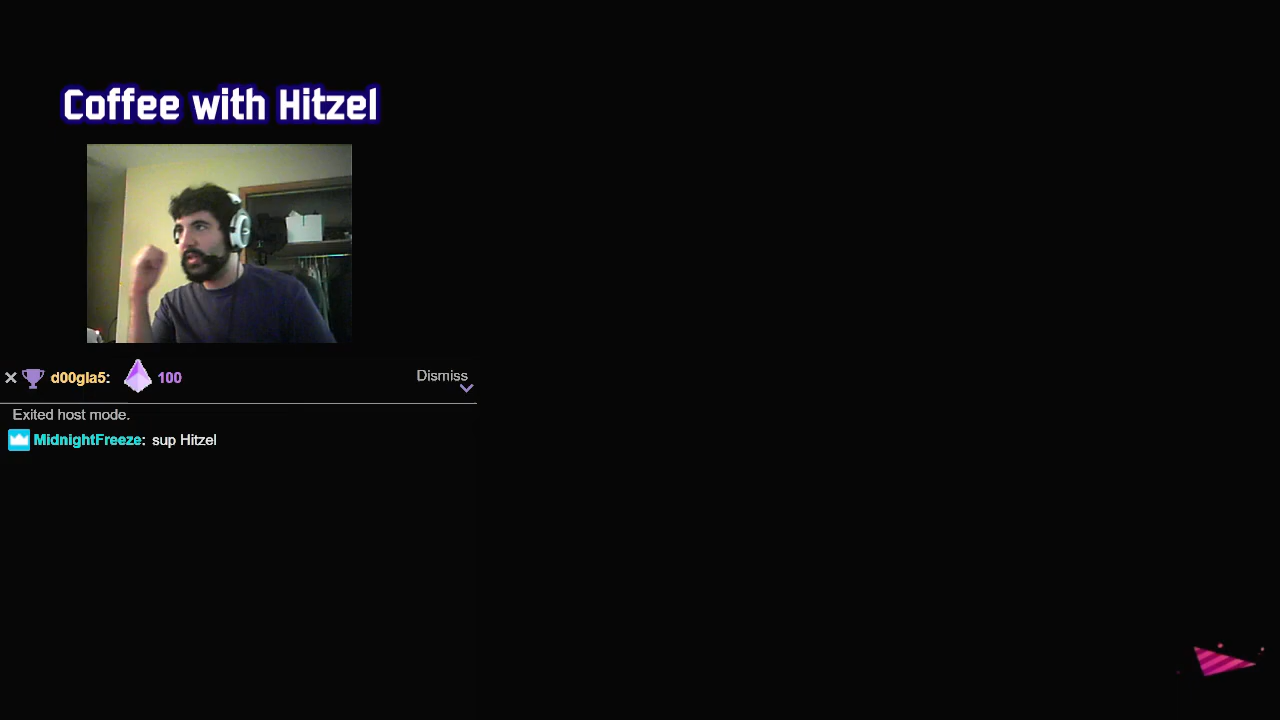 Coffee with Hitzel
d00gla5: 100 Dismiss
Exited host mode.
MidnightFreeze: sup Hitzel